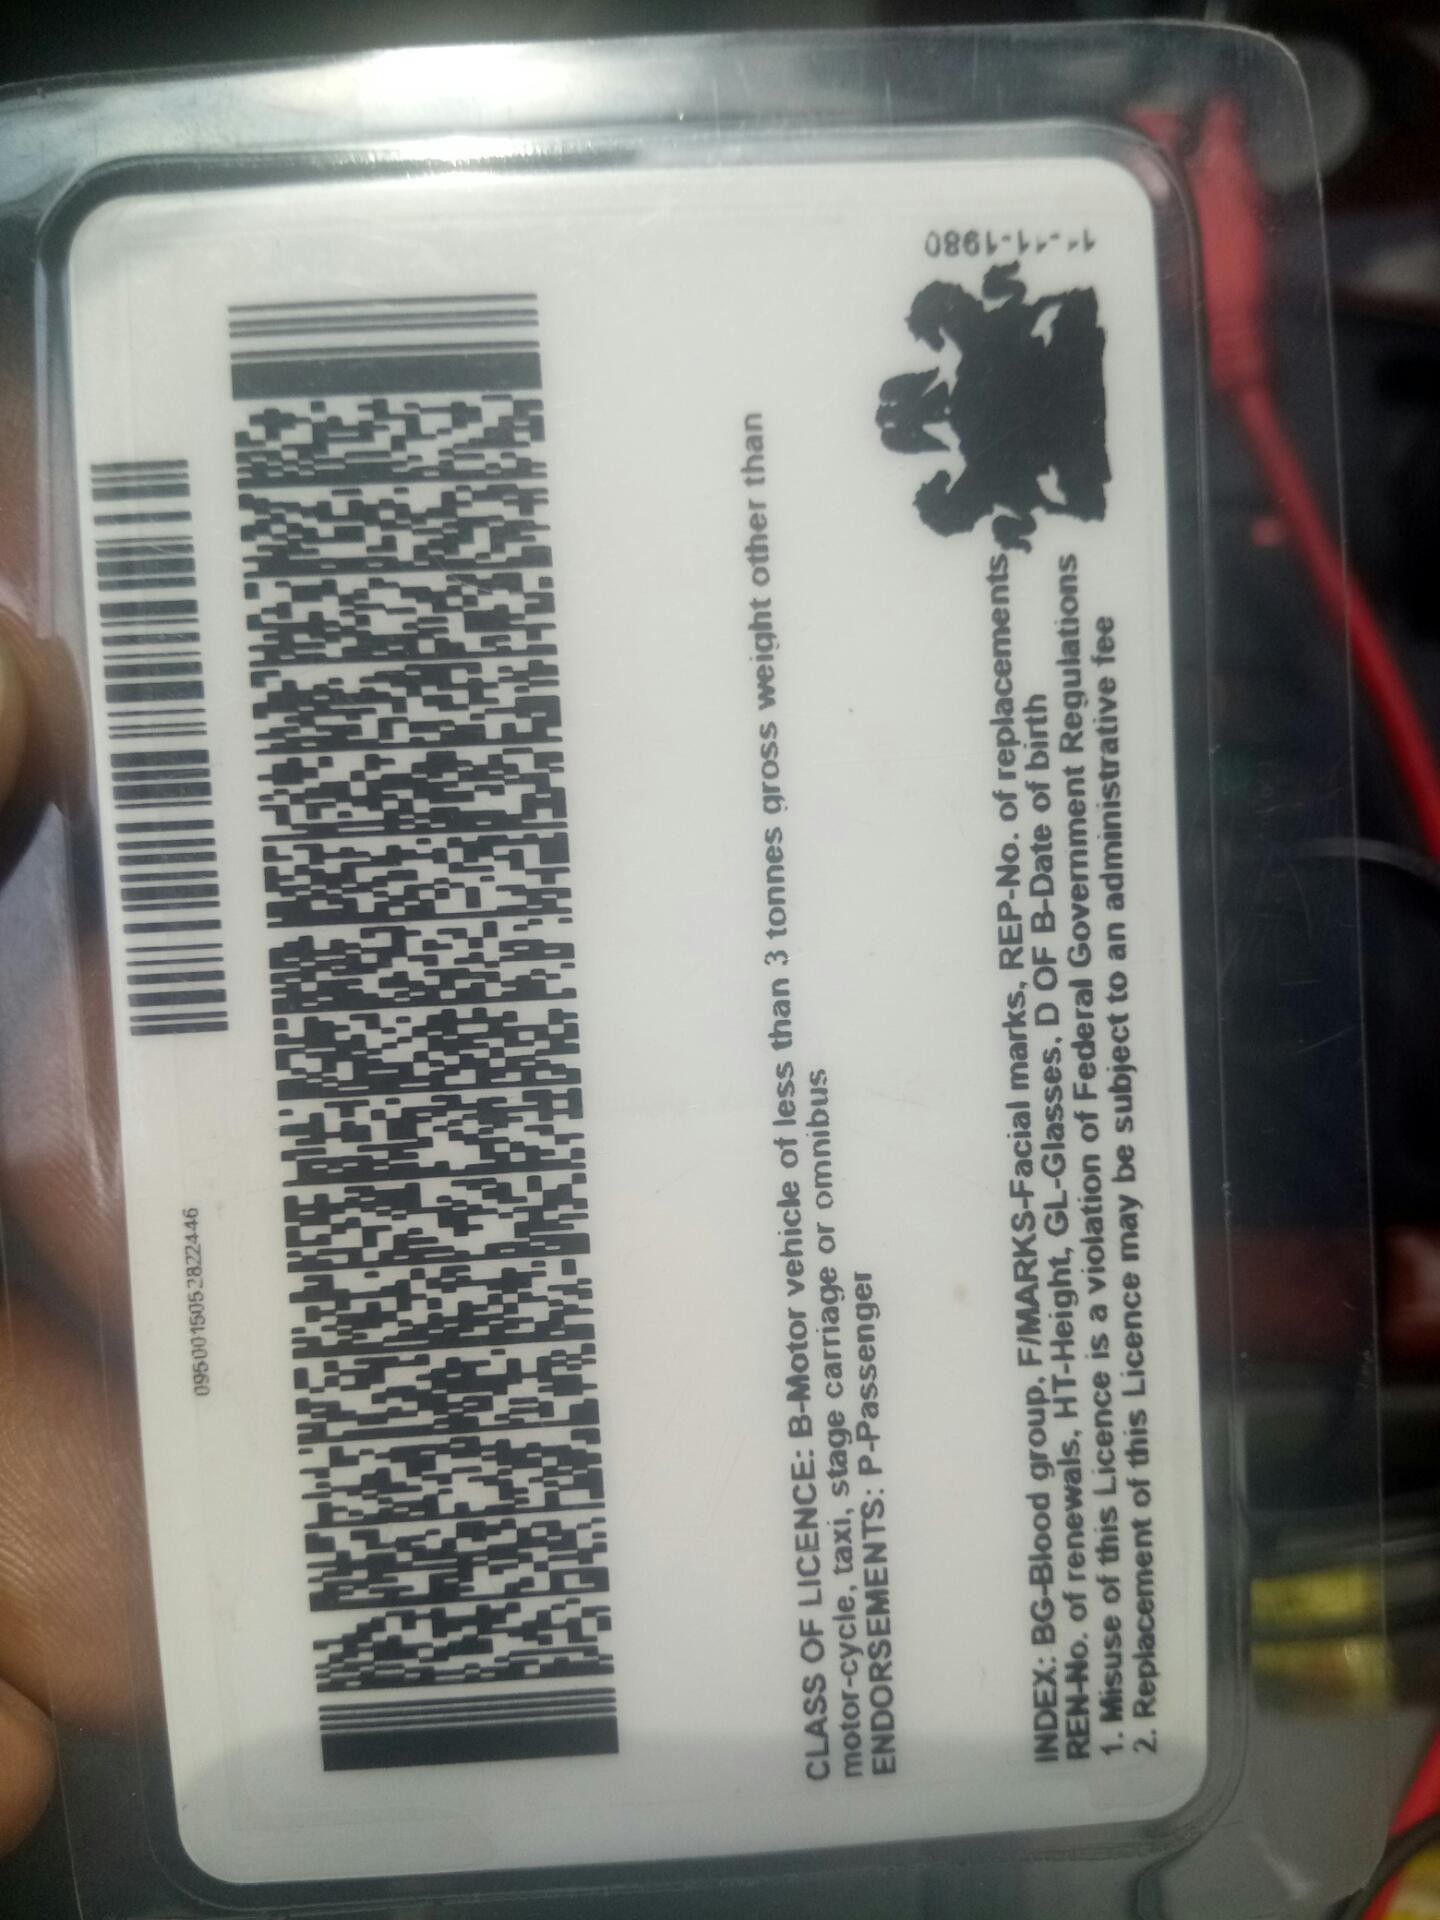 0950015052822446
CLASS OF LICENCE: B-Motor vehicle of less than 3 tonnes gross weight other than
motor-cycle, taxi, stage carriage or omnibus
ENDORSEMENTS: P-Passenger
INDEX: BG-Blood group, F/MARKS-Facial marks, REP-No. of replacements,
REN-No. of renewals, HT-Height, GL-Glasses, D OF B-Date of birth
1. Misuse of this Licence is a violation of Federal Government Regulations
2. Replacement of this Licence may be subject to an administrative fee
11-11-1980